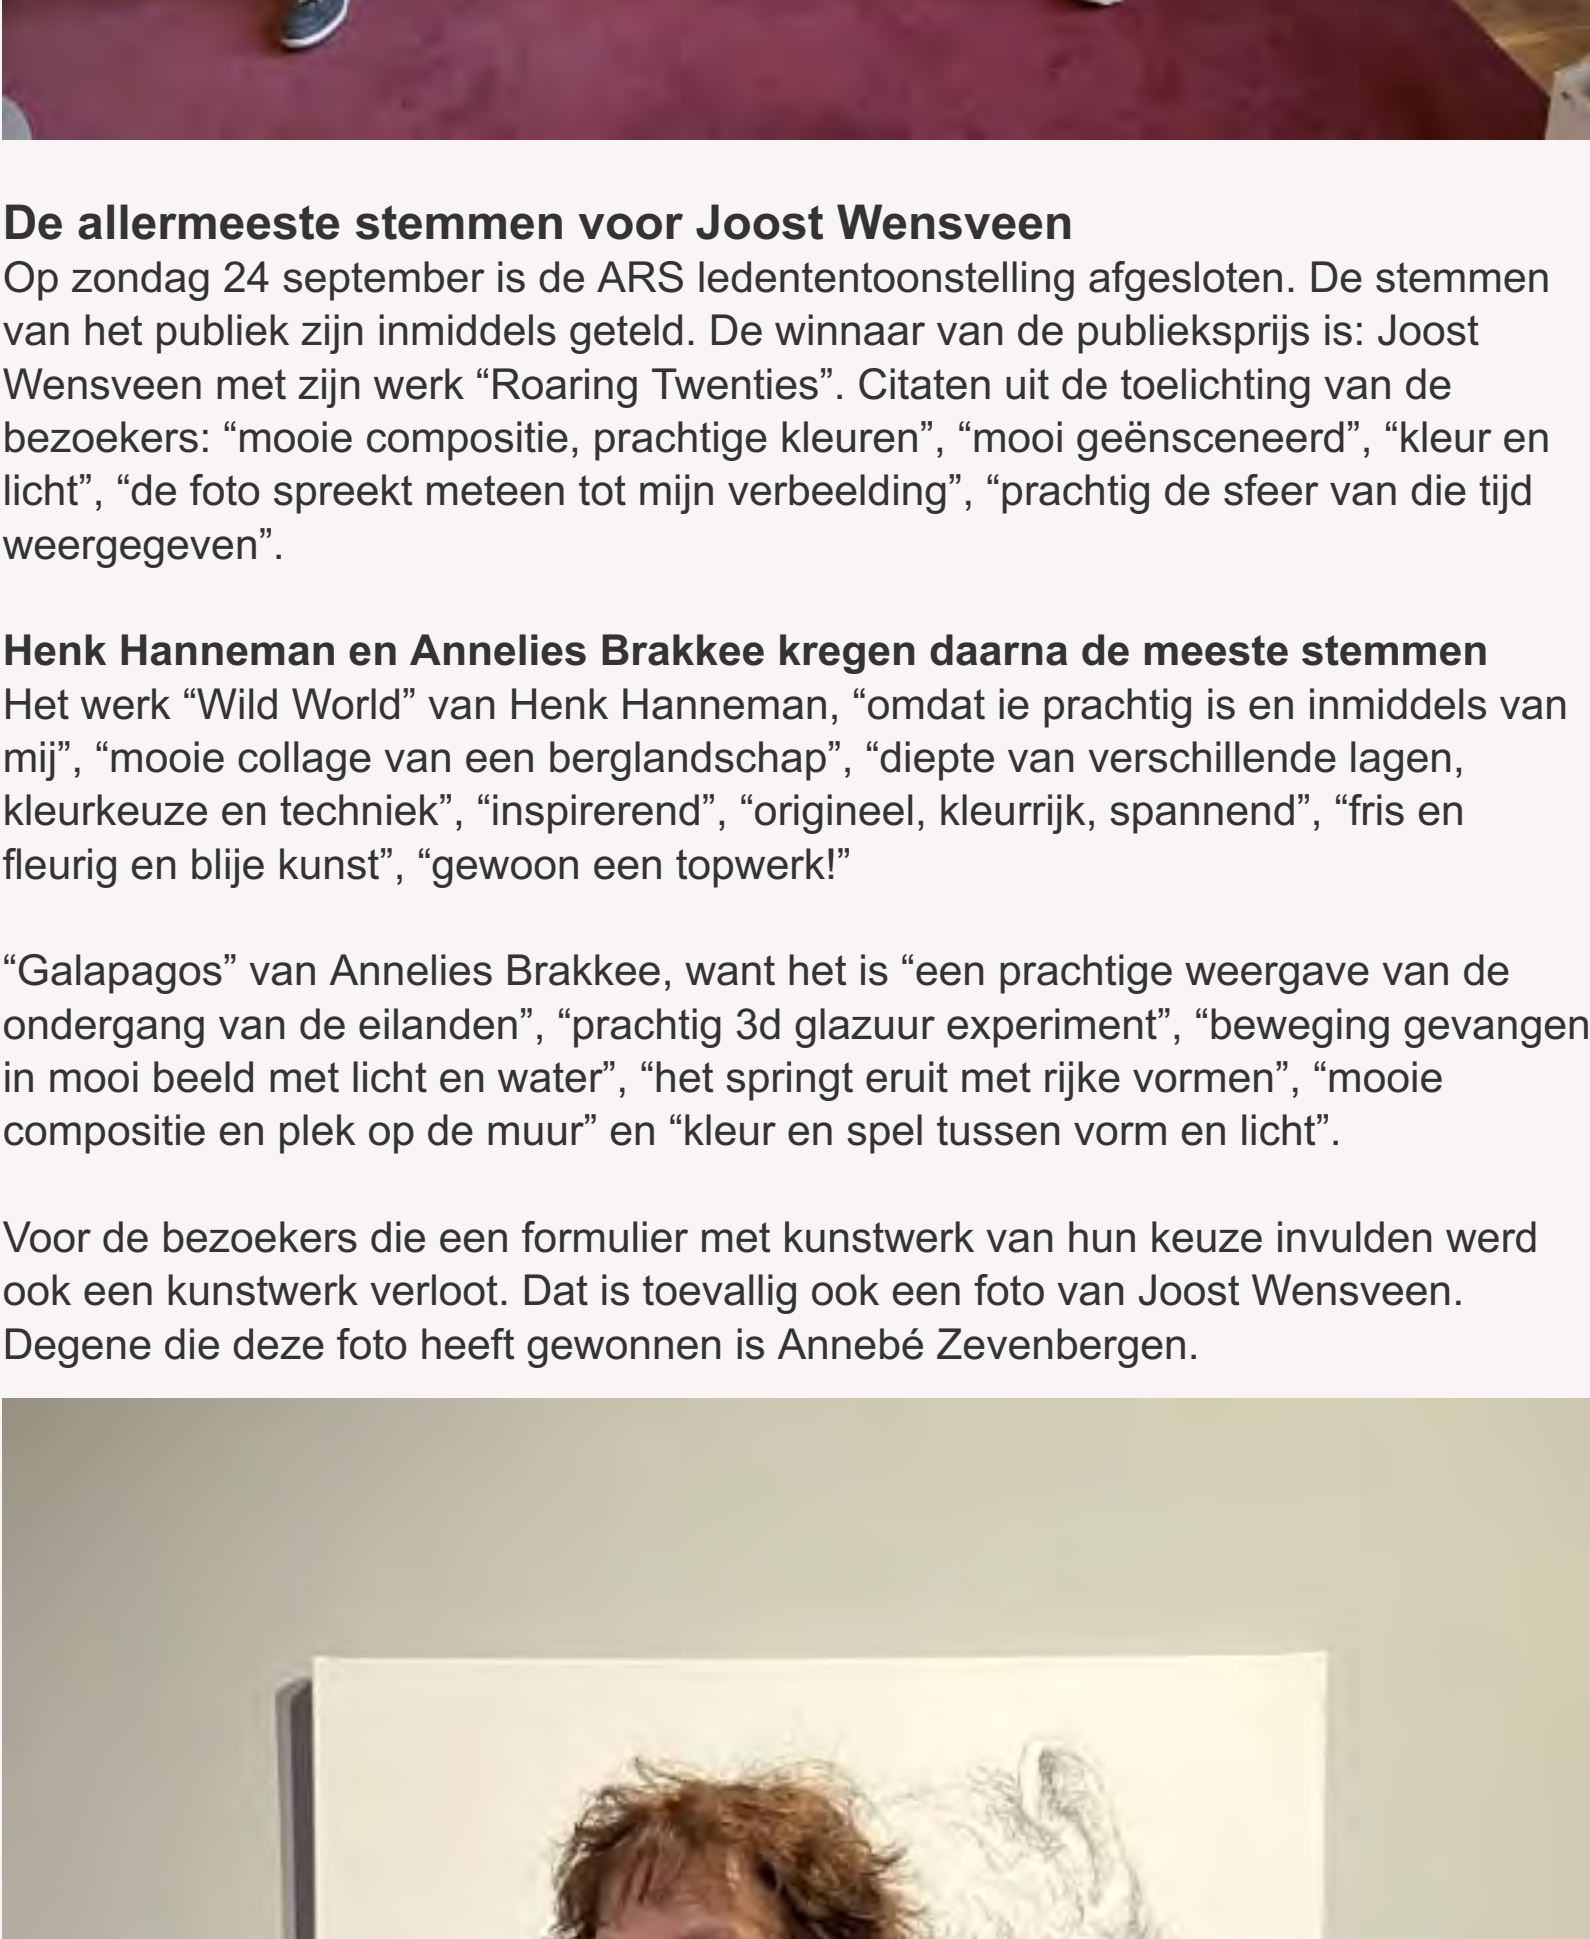 De allermeeste stemmen voor Joost Wensveen
Op zondag 24 september is de ARS ledententoonstelling afgesloten. De stemmen
van het publiek zijn inmiddels geteld. De winnaar van de publieksprijs is: Joost
Wensveen met zijn werk “Roaring Twenties”. Citaten uit de toelichting van de
bezoekers: “mooie compositie, prachtige kleuren”, “mooi geënsceneerd”, “kleur en
licht”, “de foto spreekt meteen tot mijn verbeelding”, “prachtig de sfeer van die tijd
weergegeven”.
Henk Hanneman en Annelies Brakkee kregen daarna de meeste stemmen
Het werk “Wild World” van Henk Hanneman, “omdat ie prachtig is en inmiddels van
mij”, “mooie collage van een berglandschap”, “diepte van verschillende lagen,
kleurkeuze en techniek”, “inspirerend”, “origineel, kleurrijk, spannend”, “fris en
fleurig en blije kunst”, “gewoon een topwerk!”
“Galapagos” van Annelies Brakkee, want het is “een prachtige weergave van de
ondergang van de eilanden”, “prachtig 3d glazuur experiment”, “beweging gevangen
in mooi beeld met licht en water”, “het springt eruit met rijke vormen”, “mooie
compositie en plek op de muur” en “kleur en spel tussen vorm en licht”.
Voor de bezoekers die een formulier met kunstwerk van hun keuze invulden werd
ook een kunstwerk verloot. Dat is toevallig ook een foto van Joost Wensveen.
Degene die deze foto heeft gewonnen is Annebé Zevenbergen.